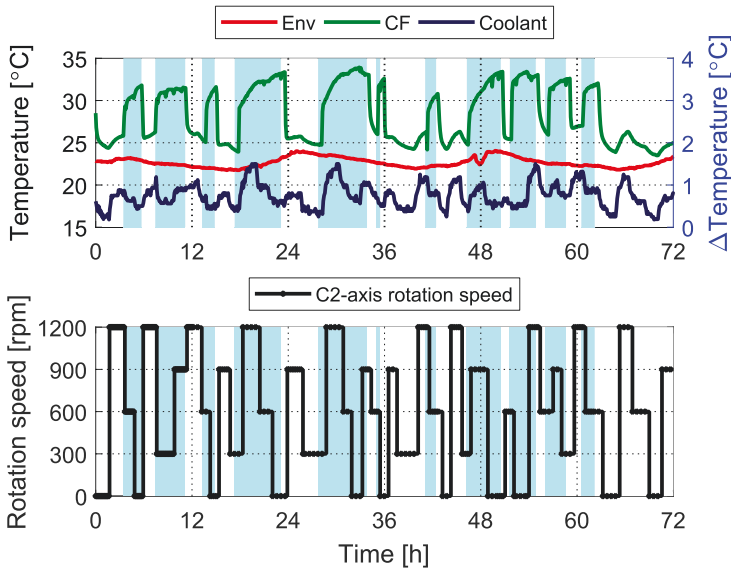 Env CF Coolant
Temperature [°C]
35
30
25
20
15
4
3
2
1
0
ΔTemperature [°C]
0 12 24 36 48 60 72
C2-axis rotation speed
Rotation speed [rpm]
1200
900
600
300
0
0 12 24 36 48 60 72
Time [h]